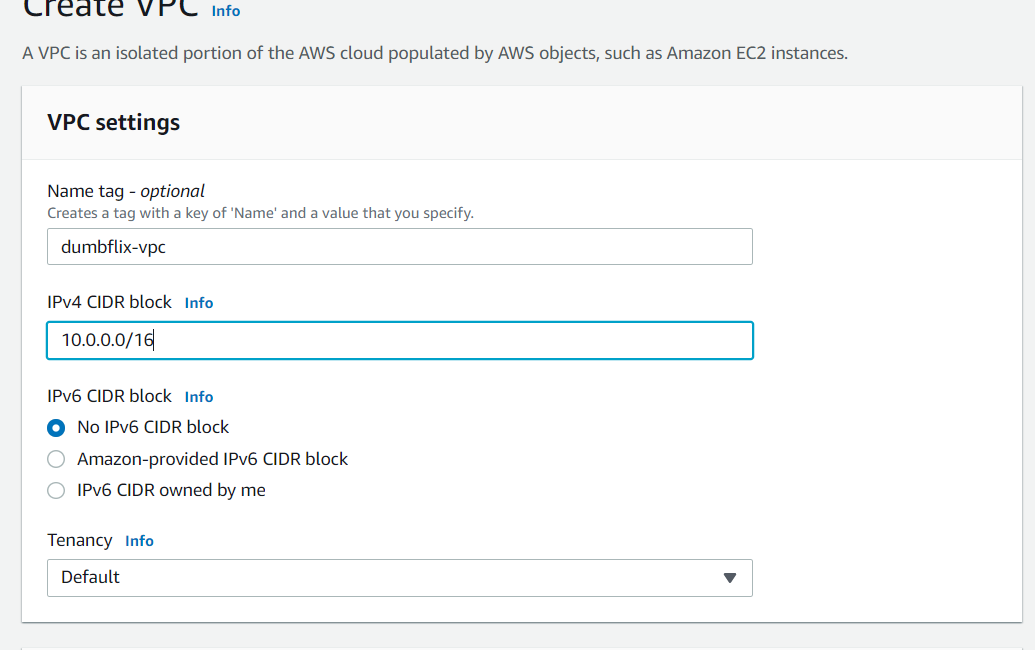 Create VPC Info
A VPC is an isolated portion of the AWS cloud populated by AWS objects, such as Amazon EC2 instances.
VPC settings
Name tag - optional
Creates a tag with a key of 'Name' and a value that you specify.
dumbflix-vpc
IPv4 CIDR block Info
10.0.0.0/16
IPv6 CIDR block Info
No IPv6 CIDR block
Amazon-provided IPv6 CIDR block
IPv6 CIDR owned by me
Tenancy Info
Default